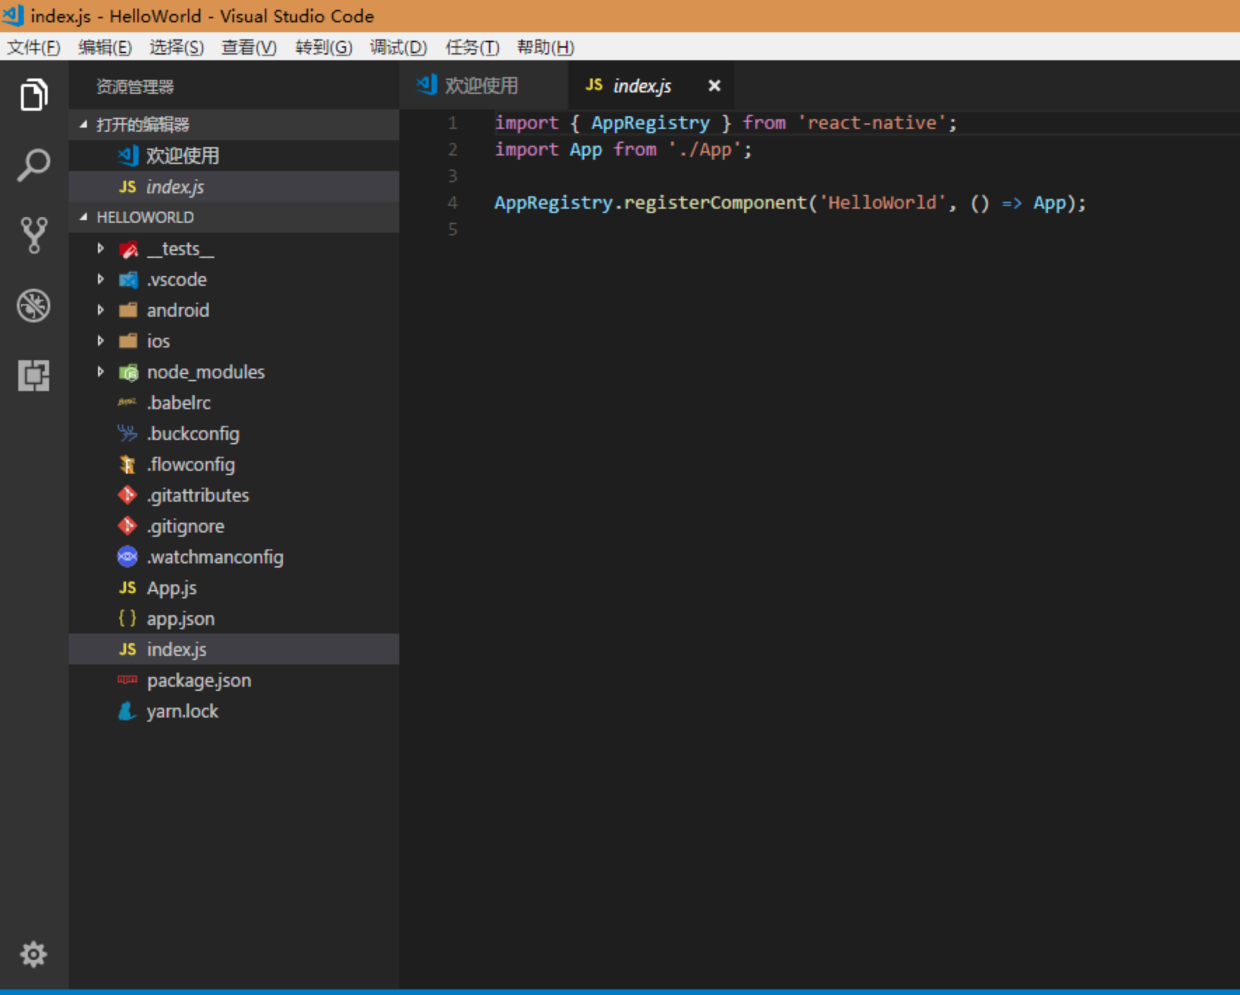 index.js - HelloWorld - Visual Studio Code
文件(F) 编辑(E) 选择(S) 查看(V) 转到(G) 调试(D) 任务(T) 帮助(H)
资源管理器
打开的编辑器
欢迎使用
JS index.js
HELLOWORLD
__tests__
.vscode
android
ios
node_modules
.babelrc
.buckconfig
.flowconfig
.gitattributes
.gitignore
.watchmanconfig
JS App.js
{ } app.json
JS index.js
package.json
yarn.lock
欢迎使用 JS index.js ×
1 import { AppRegistry } from 'react-native';
2 import App from './App';
3
4 AppRegistry.registerComponent('HelloWorld', () => App);
5